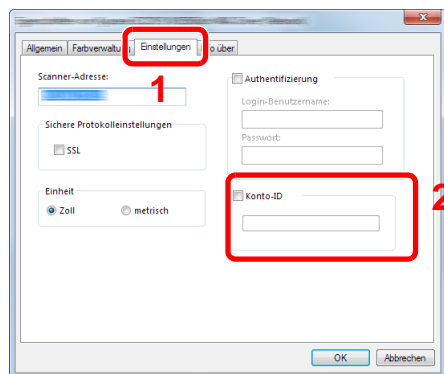 Allgemein Farbverwaltung Einstellungen o über
Scanner-Adresse:
1
Authentifizierung
Login-Benutzername:
Passwort:
Sichere Protokolleinstellungen
SSL
Einheit
Zoll metrisch
Konto-ID
2
OK Abbrechen